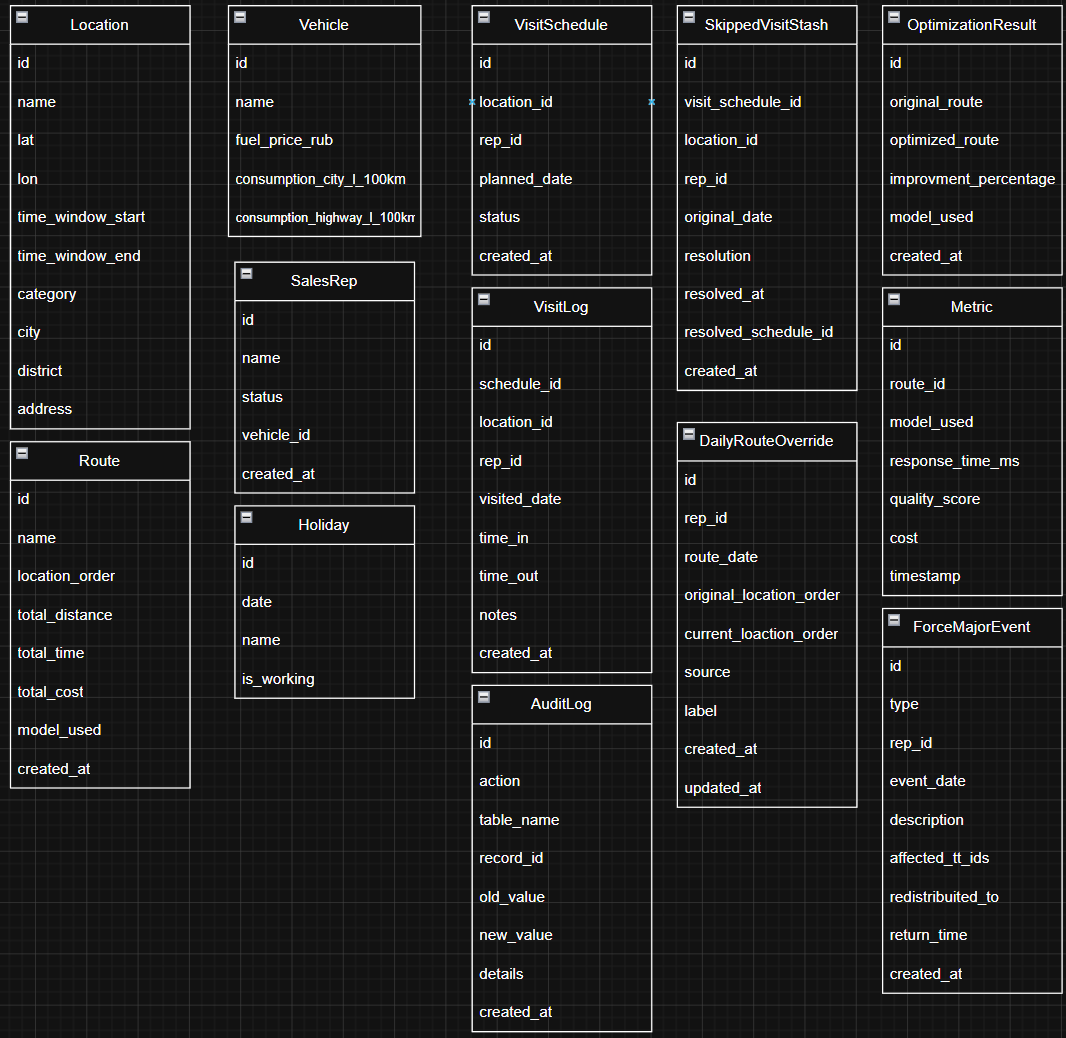 Location
id
name
lat
lon
time_window_start
time_window_end
category
city
district
address
Route
id
name
location_order
total_distance
total_time
total_cost
model_used
created_at
Vehicle
id
name
fuel_price_rub
consumption_city_l_100km
consumption_highway_l_100km
SalesRep
id
name
status
vehicle_id
created_at
Holiday
id
date
name
is_working
VisitSchedule
id
location_id
rep_id
planned_date
status
created_at
VisitLog
id
schedule_id
location_id
rep_id
visited_date
time_in
time_out
notes
created_at
AuditLog
id
action
table_name
record_id
old_value
new_value
details
created_at
SkippedVisitStash
id
visit_schedule_id
location_id
rep_id
original_date
resolution
resolved_at
resolved_schedule_id
created_at
DailyRouteOverride
id
rep_id
route_date
original_location_order
current_loaction_order
source
label
created_at
updated_at
OptimizationResult
id
original_route
optimized_route
improvment_percentage
model_used
created_at
Metric
id
route_id
model_used
response_time_ms
quality_score
cost
timestamp
ForceMajorEvent
id
type
rep_id
event_date
description
affected_tt_ids
redistribuited_to
return_time
created_at